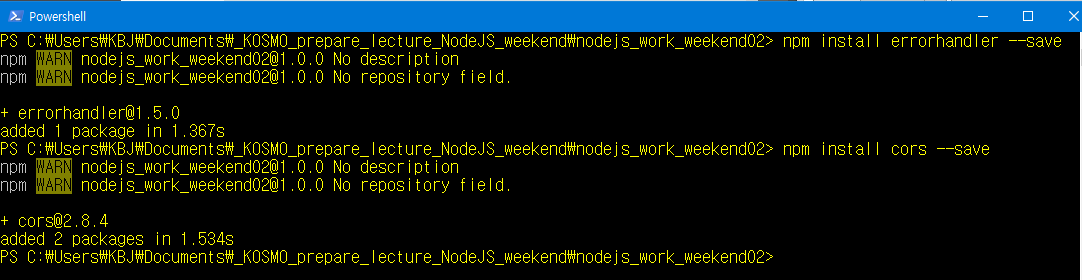 Powershell
PS C:₩Users₩KBJ₩Documents₩_KOSMO_prepare_lecture_NodeJS_weekend₩nodejs_work_weekend02> npm install errorhandler --save
npm WARN nodejs_work_weekend02@1.0.0 No description
npm WARN nodejs_work_weekend02@1.0.0 No repository field.
+ errorhandler@1.5.0
added 1 package in 1.367s
PS C:₩Users₩KBJ₩Documents₩_KOSMO_prepare_lecture_NodeJS_weekend₩nodejs_work_weekend02> npm install cors --save
npm WARN nodejs_work_weekend02@1.0.0 No description
npm WARN nodejs_work_weekend02@1.0.0 No repository field.
+ cors@2.8.4
added 2 packages in 1.534s
PS C:₩Users₩KBJ₩Documents₩_KOSMO_prepare_lecture_NodeJS_weekend₩nodejs_work_weekend02>